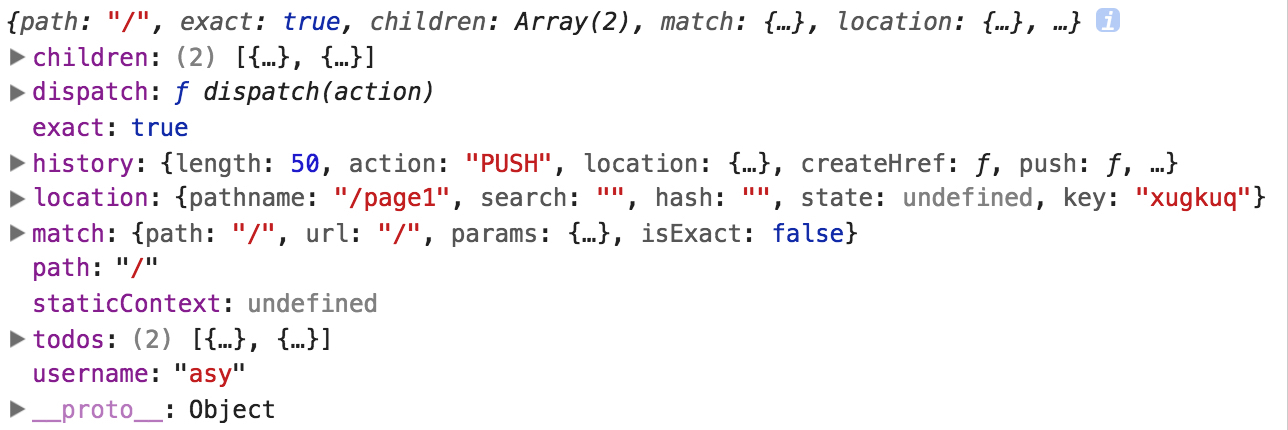 {path: "/", exact: true, children: Array(2), match: {…}, location: {…}, …} i
▶ children: (2) [{…}, {…}]
▶ dispatch: ƒ dispatch(action)
exact: true
▶ history: {length: 50, action: "PUSH", location: {…}, createHref: ƒ, push: ƒ, …}
▶ location: {pathname: "/page1", search: "", hash: "", state: undefined, key: "xugkuq"}
▶ match: {path: "/", url: "/", params: {…}, isExact: false}
path: "/"
staticContext: undefined
▶ todos: (2) [{…}, {…}]
username: "asy"
▶ __proto__: Object